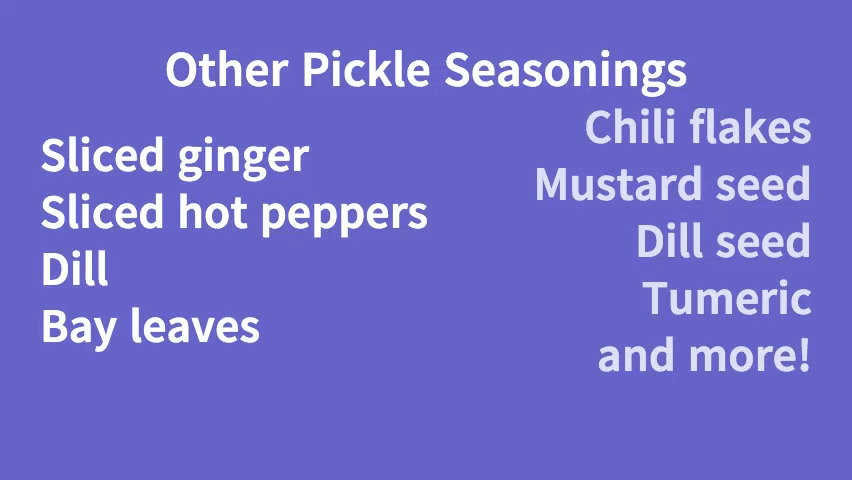 Other Pickle Seasonings
Sliced ginger
Sliced hot peppers
Dill
Bay leaves
Chili flakes
Mustard seed
Dill seed
Tumeric
and more!